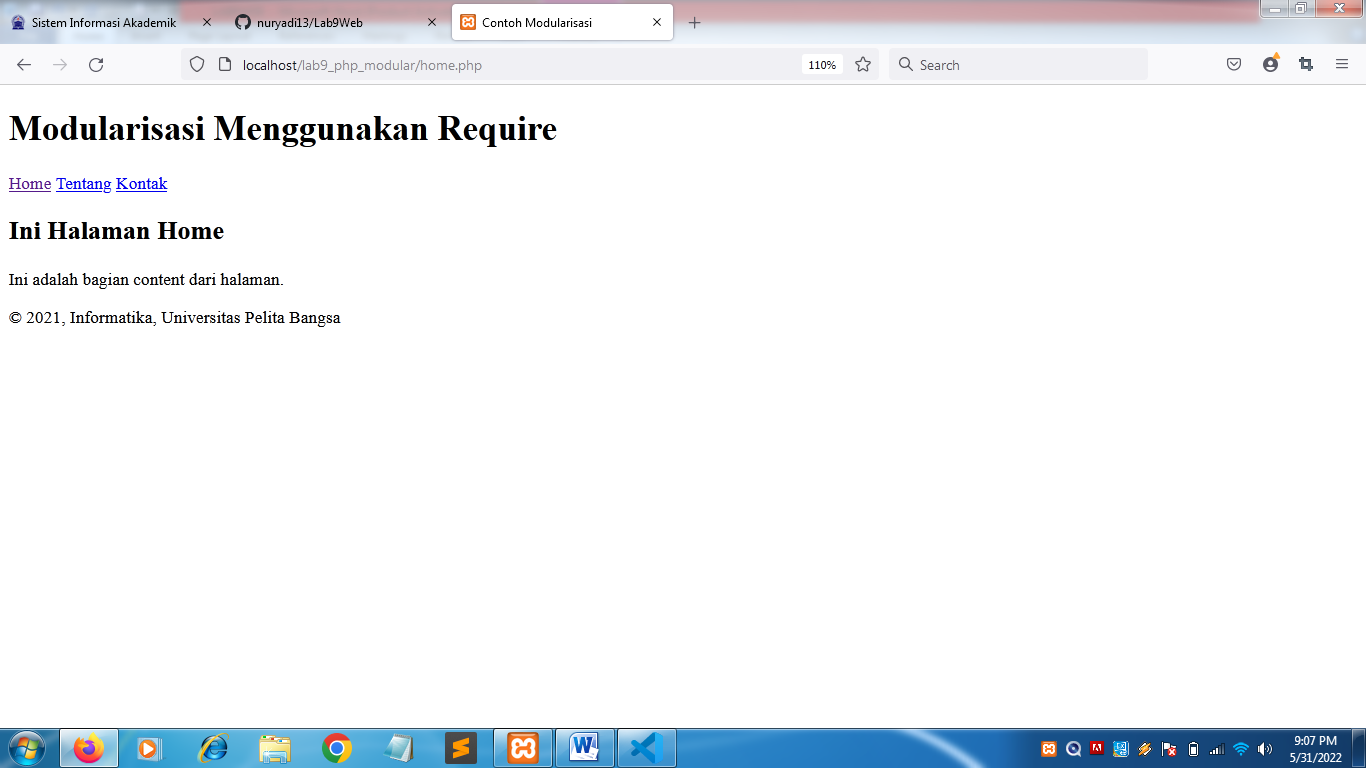 Sistem Informasi Akademik
nuryadi13/Lab9Web
Contoh Modularisasi
localhost/lab9_php_modular/home.php
110%
Search
Modularisasi Menggunakan Require
Home Tentang Kontak
Ini Halaman Home
Ini adalah bagian content dari halaman.
© 2021, Informatika, Universitas Pelita Bangsa
9:07 PM
5/31/2022